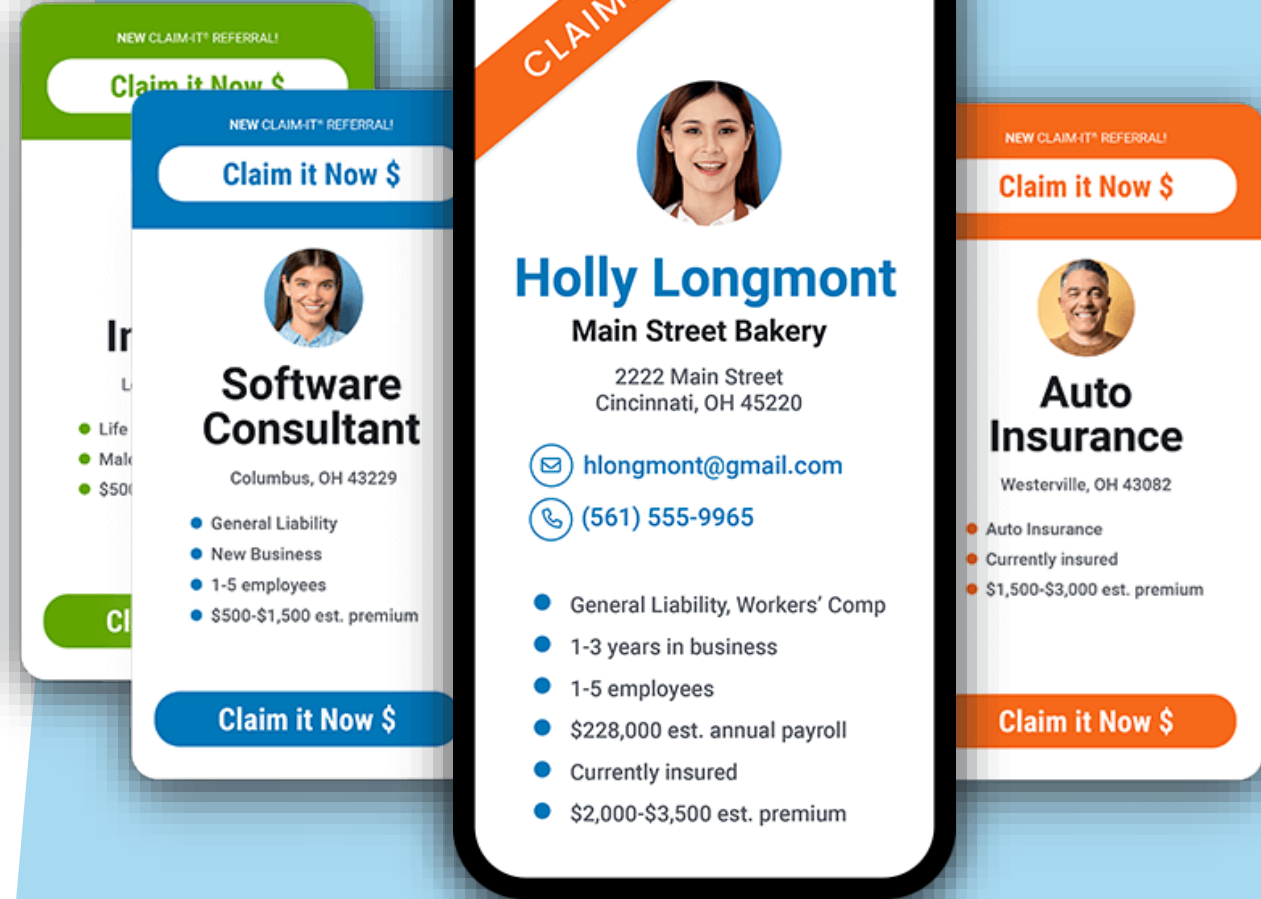 NEW CLAIM-IT® REFERRAL!
Claim it Now $
Life
$500
NEW CLAIM-IT® REFERRAL!
Claim it Now $
Software
Consultant
Columbus, OH 43229
General Liability
New Business
1-5 employees
$500-$1,500 est. premium
Claim it Now $
Holly Longmont
Main Street Bakery
2222 Main Street
Cincinnati, OH 45220
hlongmont@gmail.com
(561) 555-9965
General Liability, Workers' Comp
1-3 years in business
1-5 employees
$228,000 est. annual payroll
Currently insured
$2,000-$3,500 est. premium
NEW CLAIM-IT® REFERRAL!
Claim it Now $
Auto
Insurance
Westerville, OH 43082
Auto Insurance
Currently insured
$1,500-$3,000 est. premium
Claim it Now $